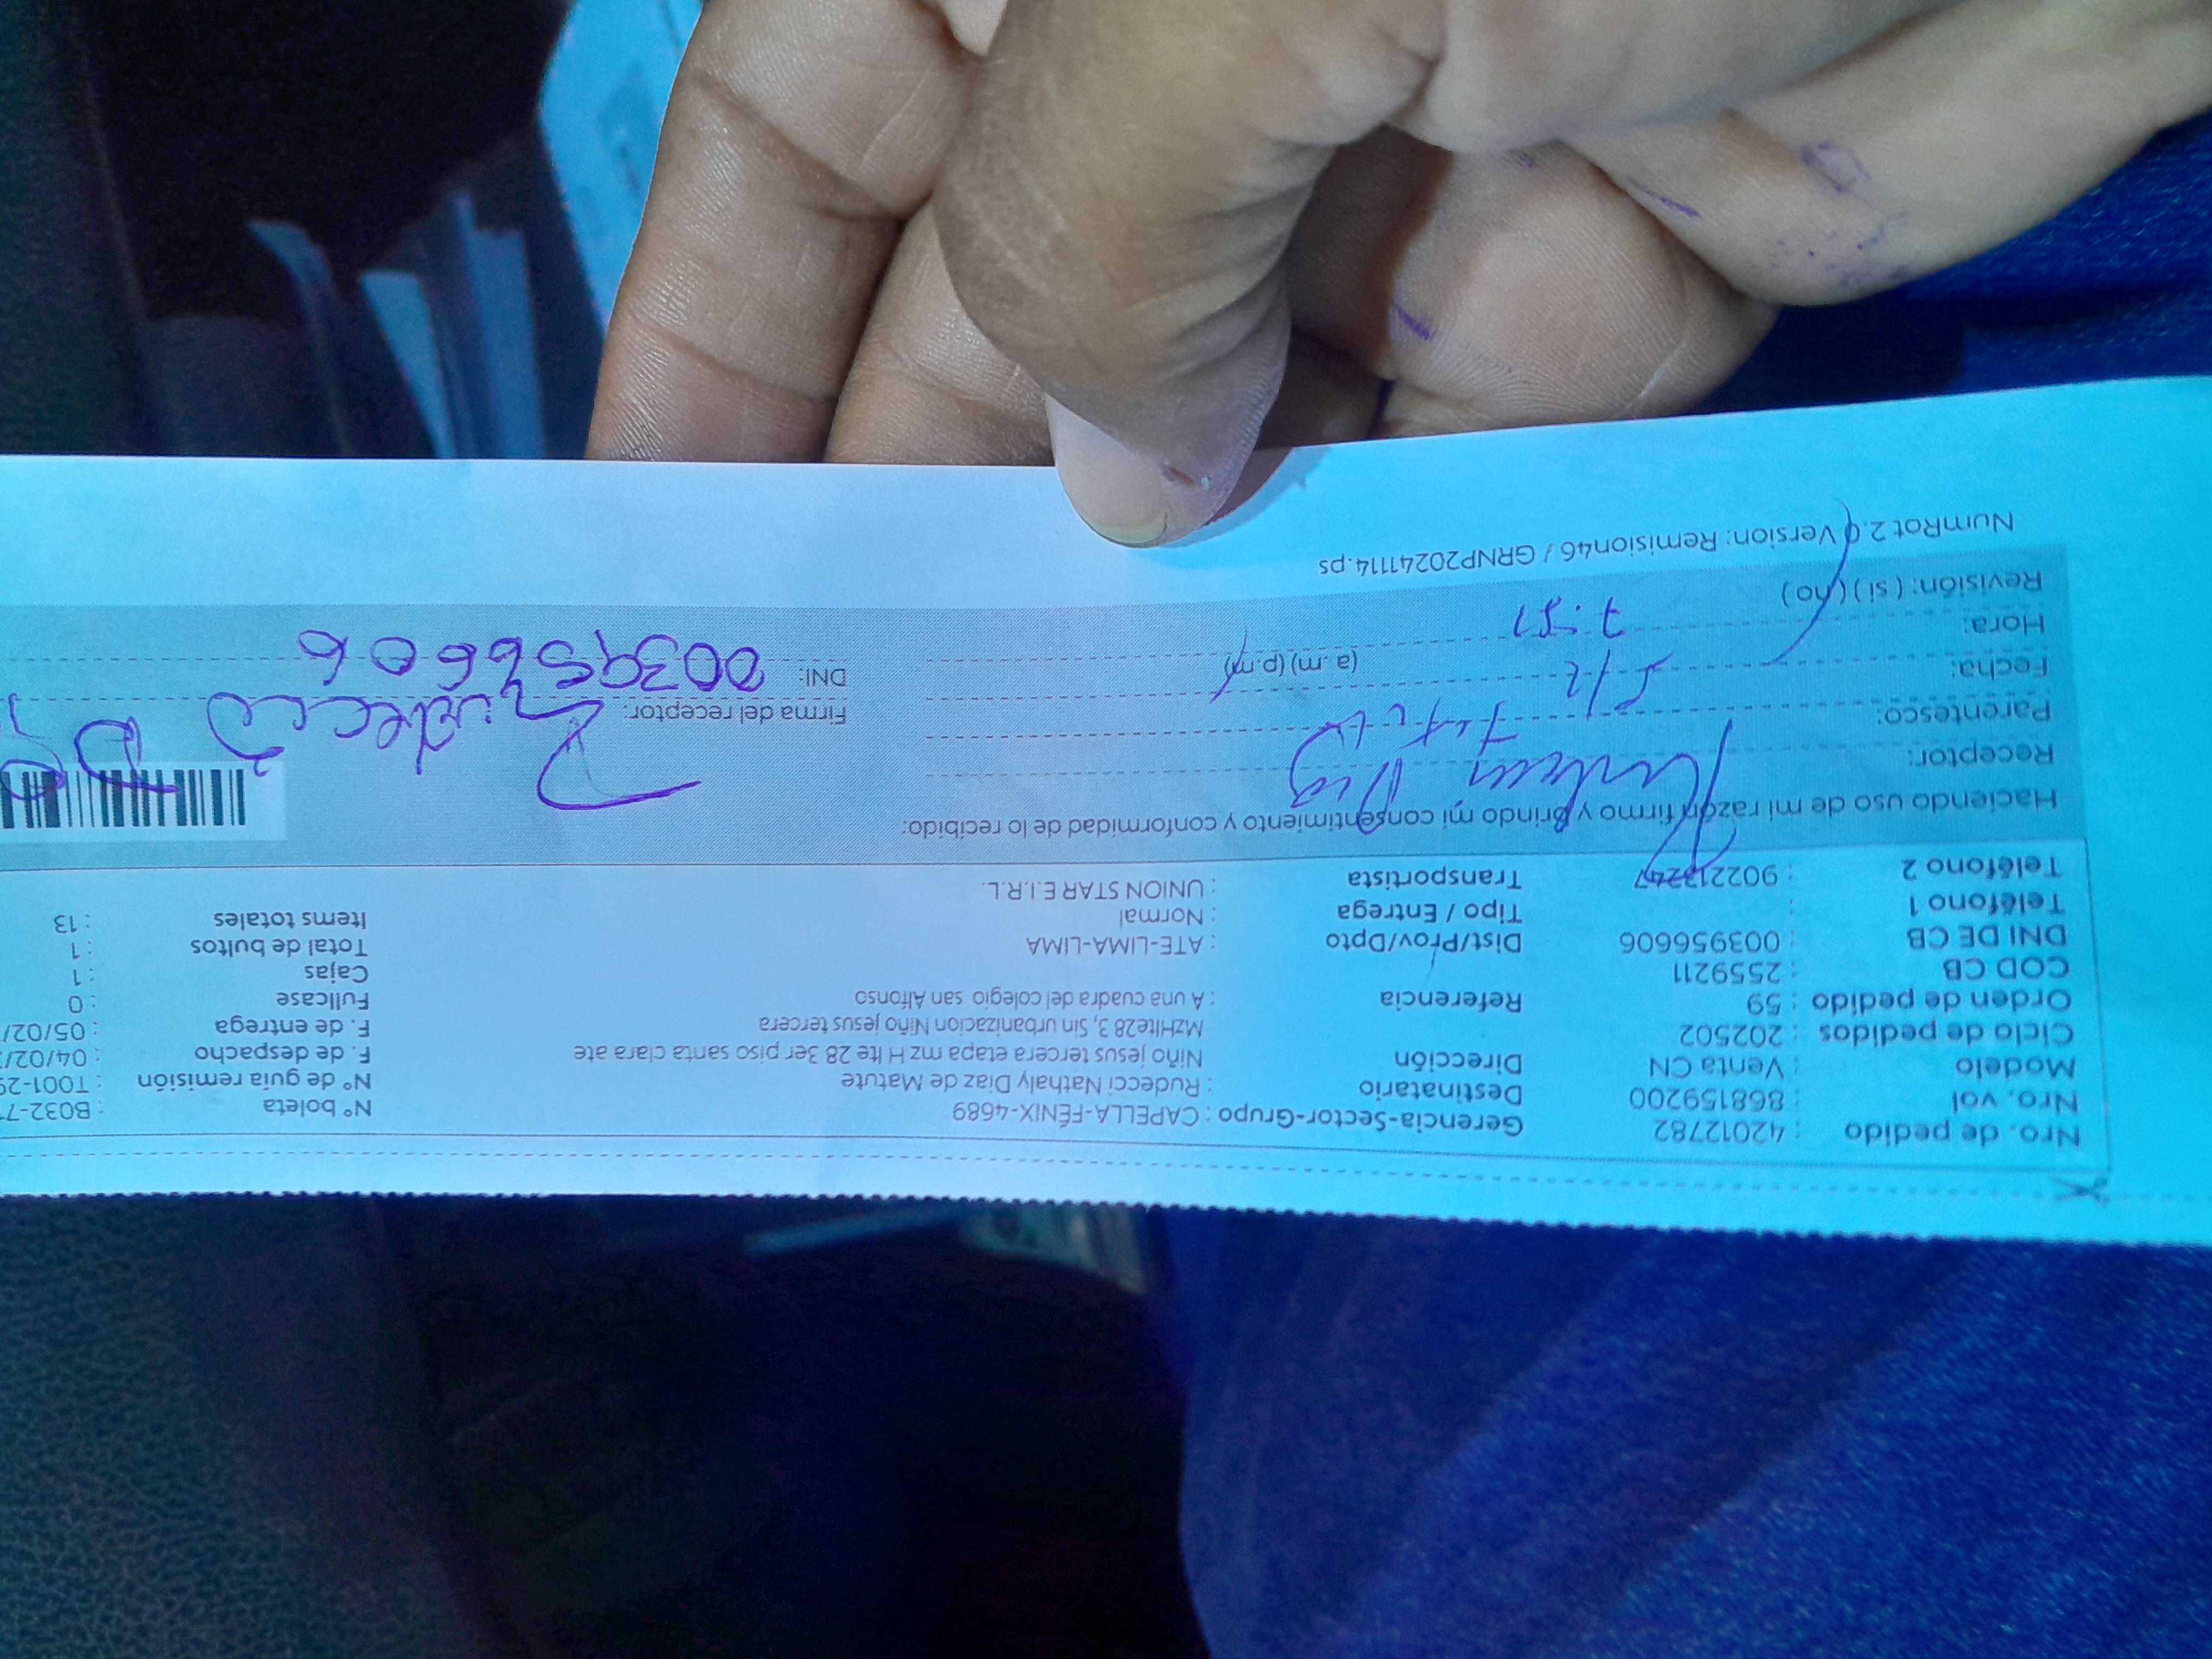 Nro. de pedido : 42012782 Gerencia-Sector-Grupo : CAPELLA-FÉNIX-4689 N° boleta : B032-7
Nro. vol : 868159200 Destinatario : Rudecci Nathaly Diaz de Matute N° de guía remisión : T001-29
Modelo : Venta CN Dirección Niño jesus tercera etapa mz H lte 28 3er piso santa clara ate F. de despacho : 04/02/
Ciclo de pedidos : 202502 MzHlte28 3, Sin urbanizacion Niño jesus tercera F. de entrega : 05/02/
Orden de pedido : 59 Referencia : A una cuadra del colegio san Alfonso Fullcase : 0
COD CB : 2559211 Cajas : 1
DNI DE CB : 003956606 Dist/Prov/Dpto : ATE-LIMA-LIMA Total de bultos : 1
Teléfono 1 : Tipo / Entrega : Normal Items totales : 13
Teléfono 2 : 902213247 Transportista : UNION STAR E.I.R.L.
Haciendo uso de mi razón firmo y brindo mi consentimiento y conformidad de lo recibido:
Receptor:
Parentesco: Firma del receptor: Rudecci D
Fecha: (a.m) (p.m) DNI: 003956606
Hora: 7:51
Revisión: ( si ) ( no )
NumRot 2.0 Version: Remision46 / GRNP20241114.ps